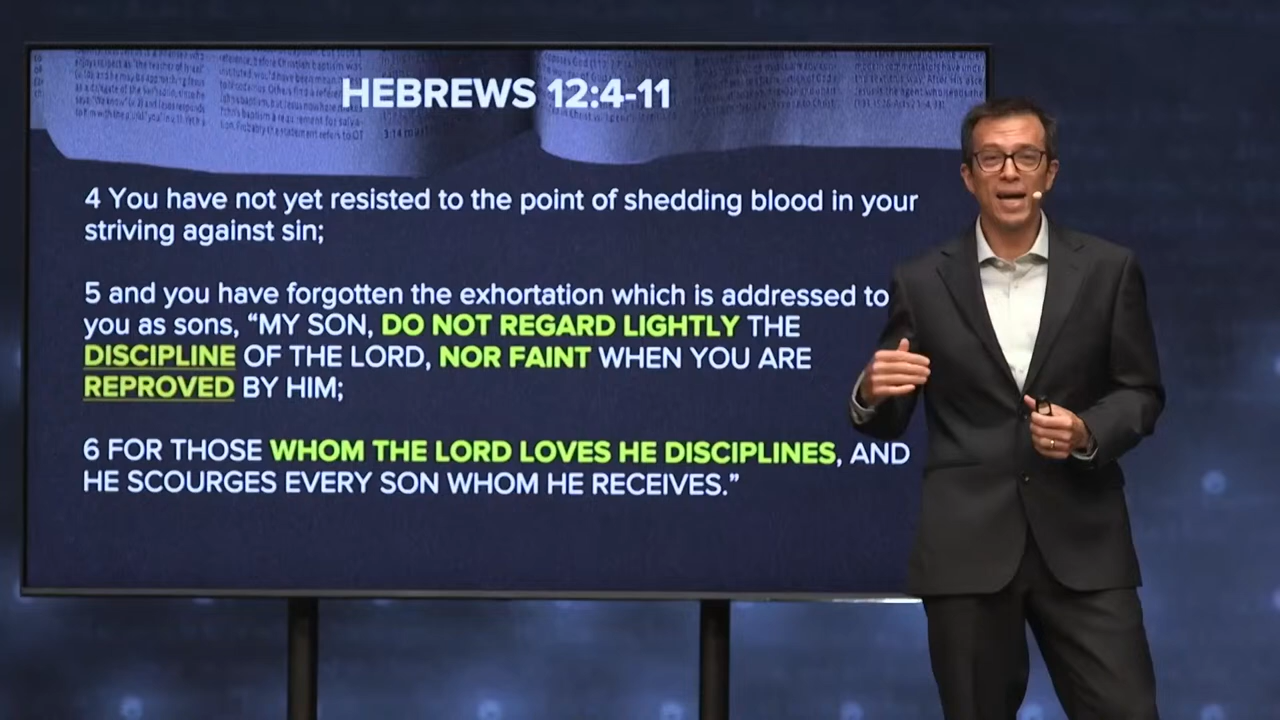 HEBREWS 12:4-11
4 You have not yet resisted to the point of shedding blood in your
striving against sin;
5 and you have forgotten the exhortation which is addressed to
you as sons, “MY SON, DO NOT REGARD LIGHTLY THE
DISCIPLINE OF THE LORD, NOR FAINT WHEN YOU ARE
REPROVED BY HIM;
6 FOR THOSE WHOM THE LORD LOVES HE DISCIPLINES, AND
HE SCOURGES EVERY SON WHOM HE RECEIVES.”